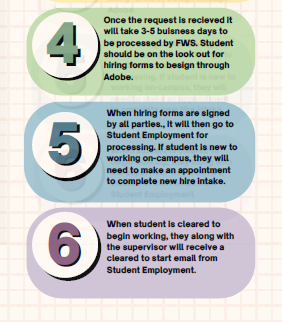 4
Once the request is recieved it
will take 3-5 buisness days to
be processed by FWS. Student
should be on the look out for
hiring forms to besign through
Adobe.
5
When hiring forms are signed
by all parties., it will then go to
Student Employment for
processing. If student is new to
working on-campus, they will
need to make an appointment
to complete new hire intake.
6
When student is cleared to
begin working, they along with
the supervisor will receive a
cleared to start email from
Student Employment.